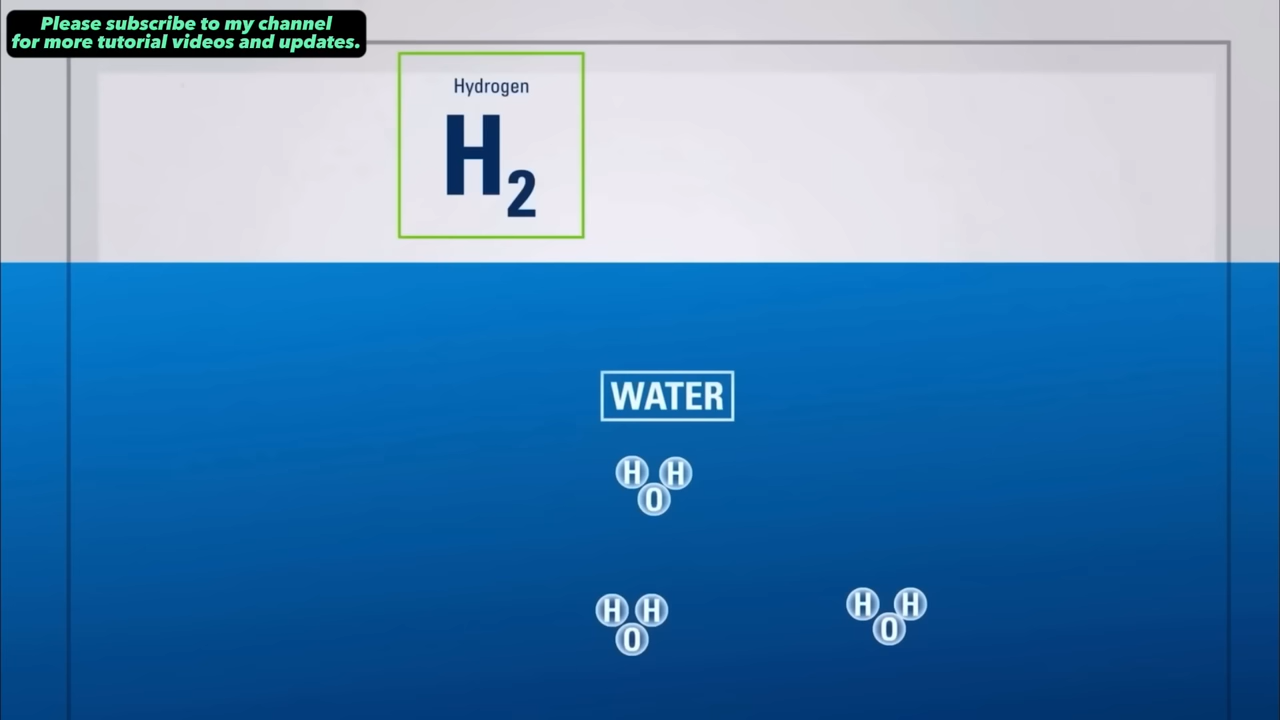 Please subscribe to my channel
for more tutorial videos and updates.
Hydrogen
H₂
WATER
H H
O
H H
O
H H
O